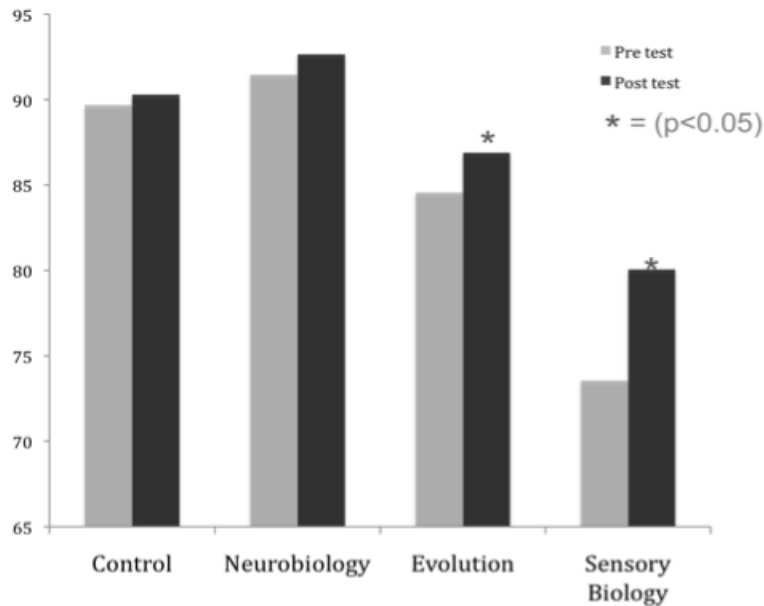 95
90
85
80
75
70
65
Pre test
Post test
* = (p<0.05)
*
*
Control
Neurobiology
Evolution
Sensory
Biology